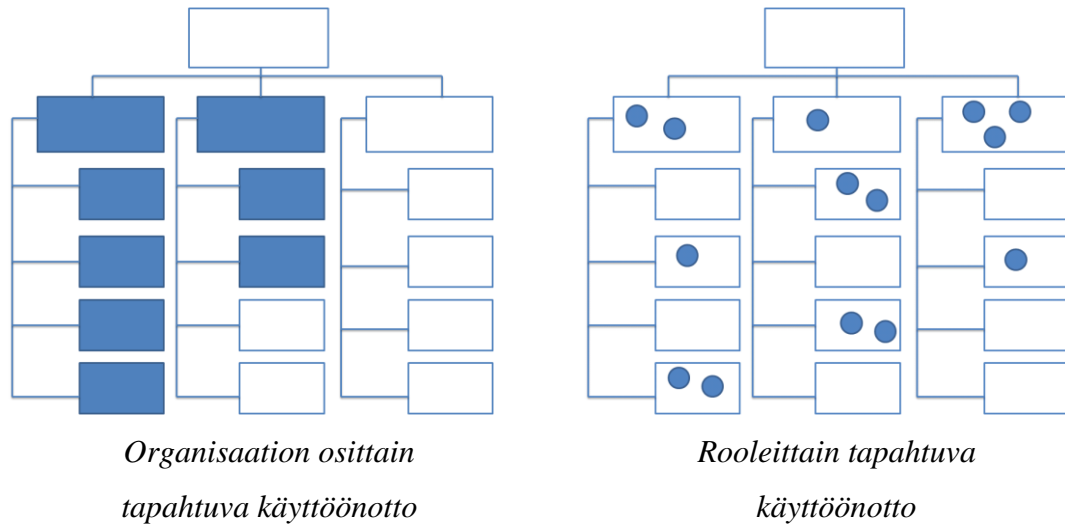 Organisaation osittain
tapahtuva käyttöönotto
Rooleittain tapahtuva
käyttöönotto